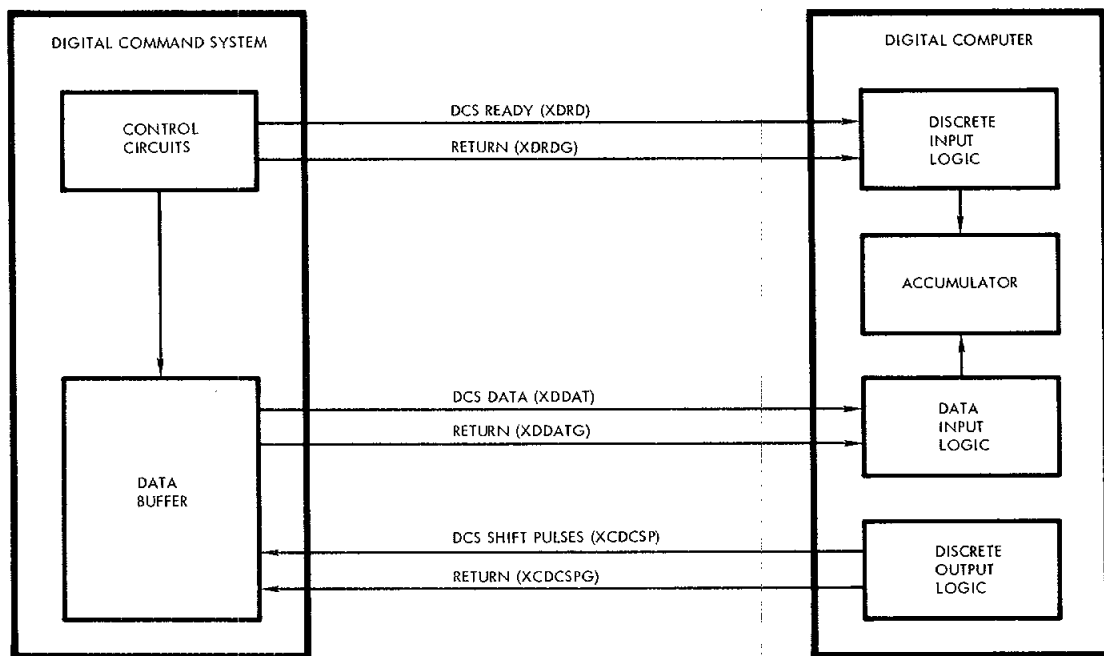 DIGITAL COMMAND SYSTEM
DIGITAL COMPUTER
CONTROL
CIRCUITS
DCS READY (XDRD)
RETURN (XDRDG)
DISCRETE
INPUT
LOGIC
ACCUMULATOR
DATA
BUFFER
DCS DATA (XDDAT)
RETURN (XDDATG)
DATA
INPUT
LOGIC
DCS SHIFT PULSES (XCDCSP)
RETURN (XCDCSPG)
DISCRETE
OUTPUT
LOGIC